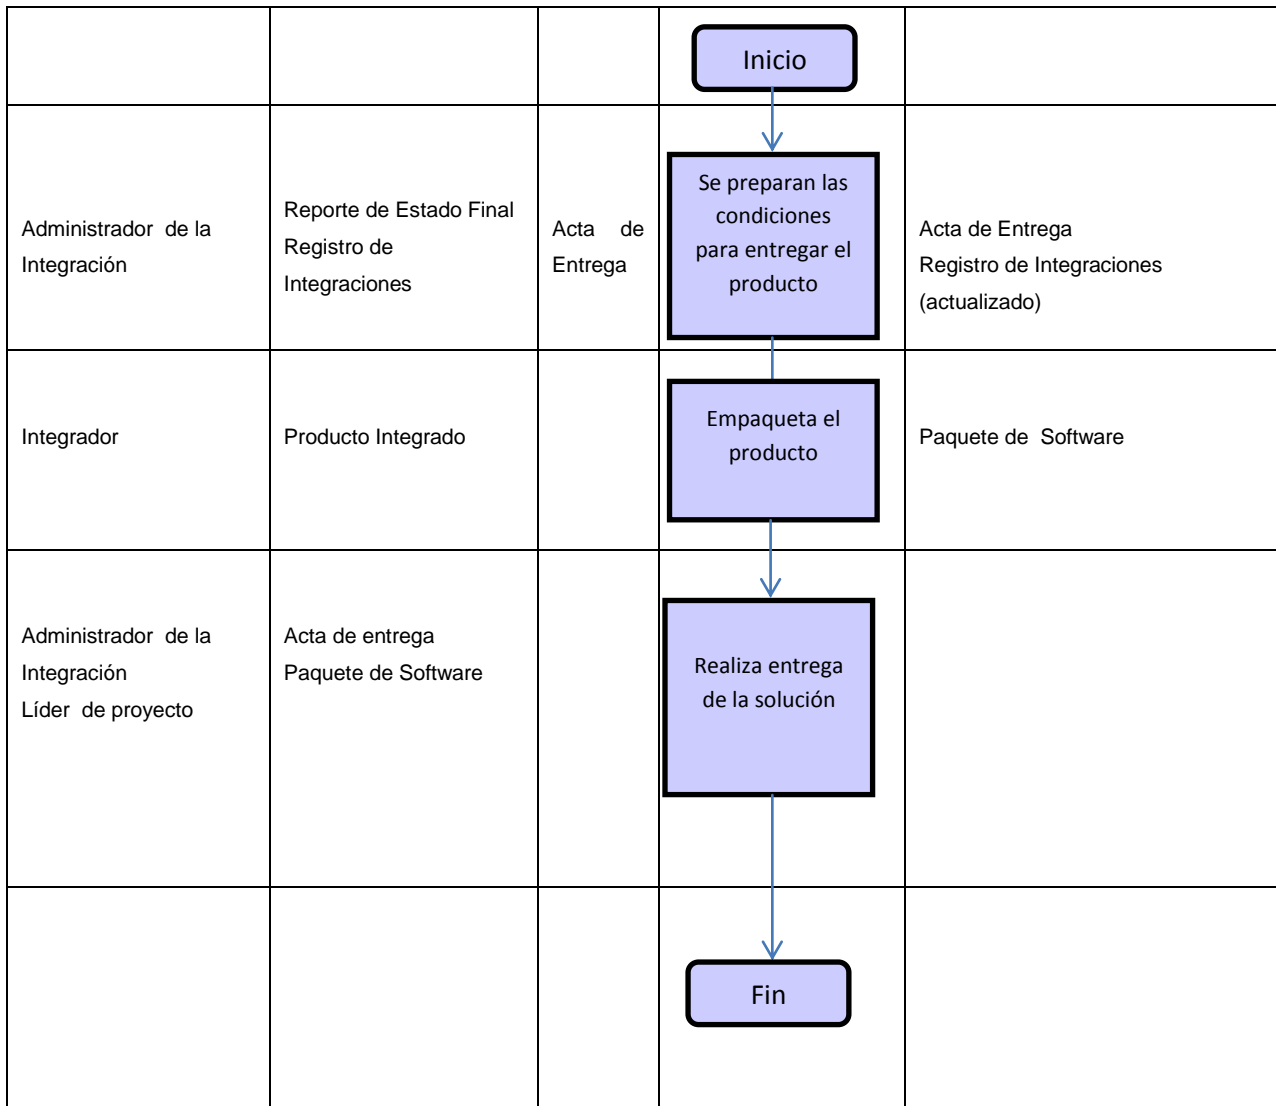 Inicio
Administrador de la
Integración
Reporte de Estado Final
Registro de
Integraciones
Acta de
Entrega
Se preparan las
condiciones
para entregar el
producto
Acta de Entrega
Registro de Integraciones
(actualizado)
Integrador
Producto Integrado
Empaqueta el
producto
Paquete de Software
Administrador de la
Integración
Líder de proyecto
Acta de entrega
Paquete de Software
Realiza entrega
de la solución
Fin